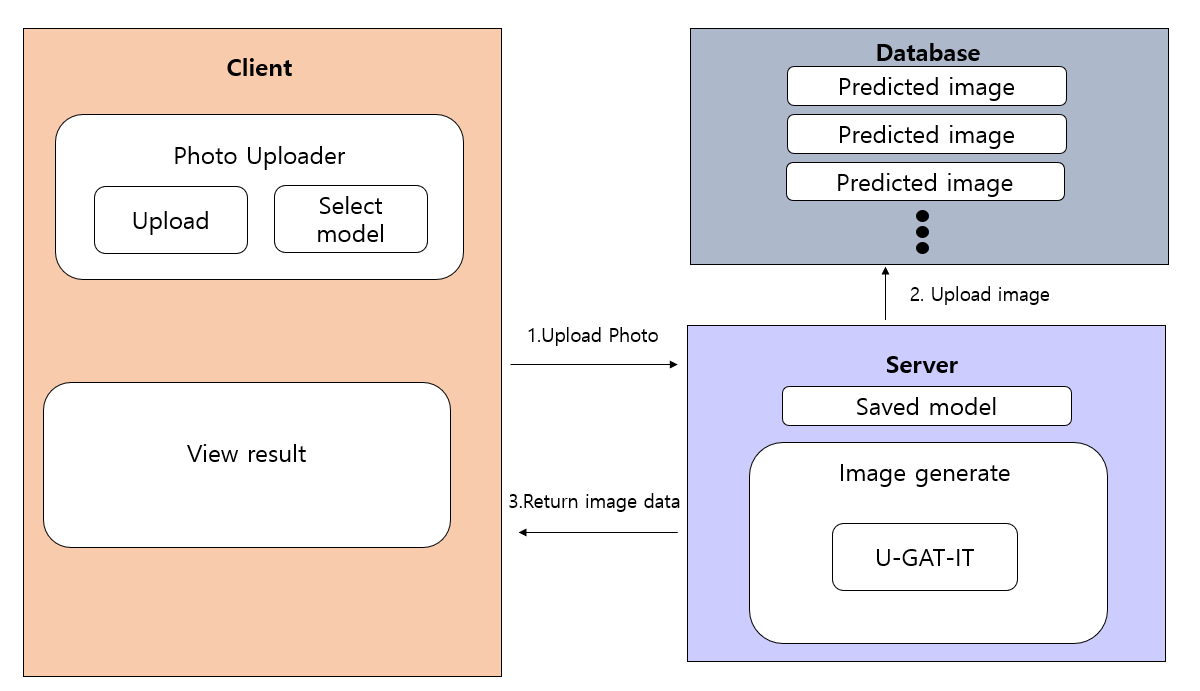 Client
Photo Uploader
Upload
Select
model
View result
1.Upload Photo
3.Return image data
Database
Predicted image
Predicted image
Predicted image
2. Upload image
Server
Saved model
Image generate
U-GAT-IT